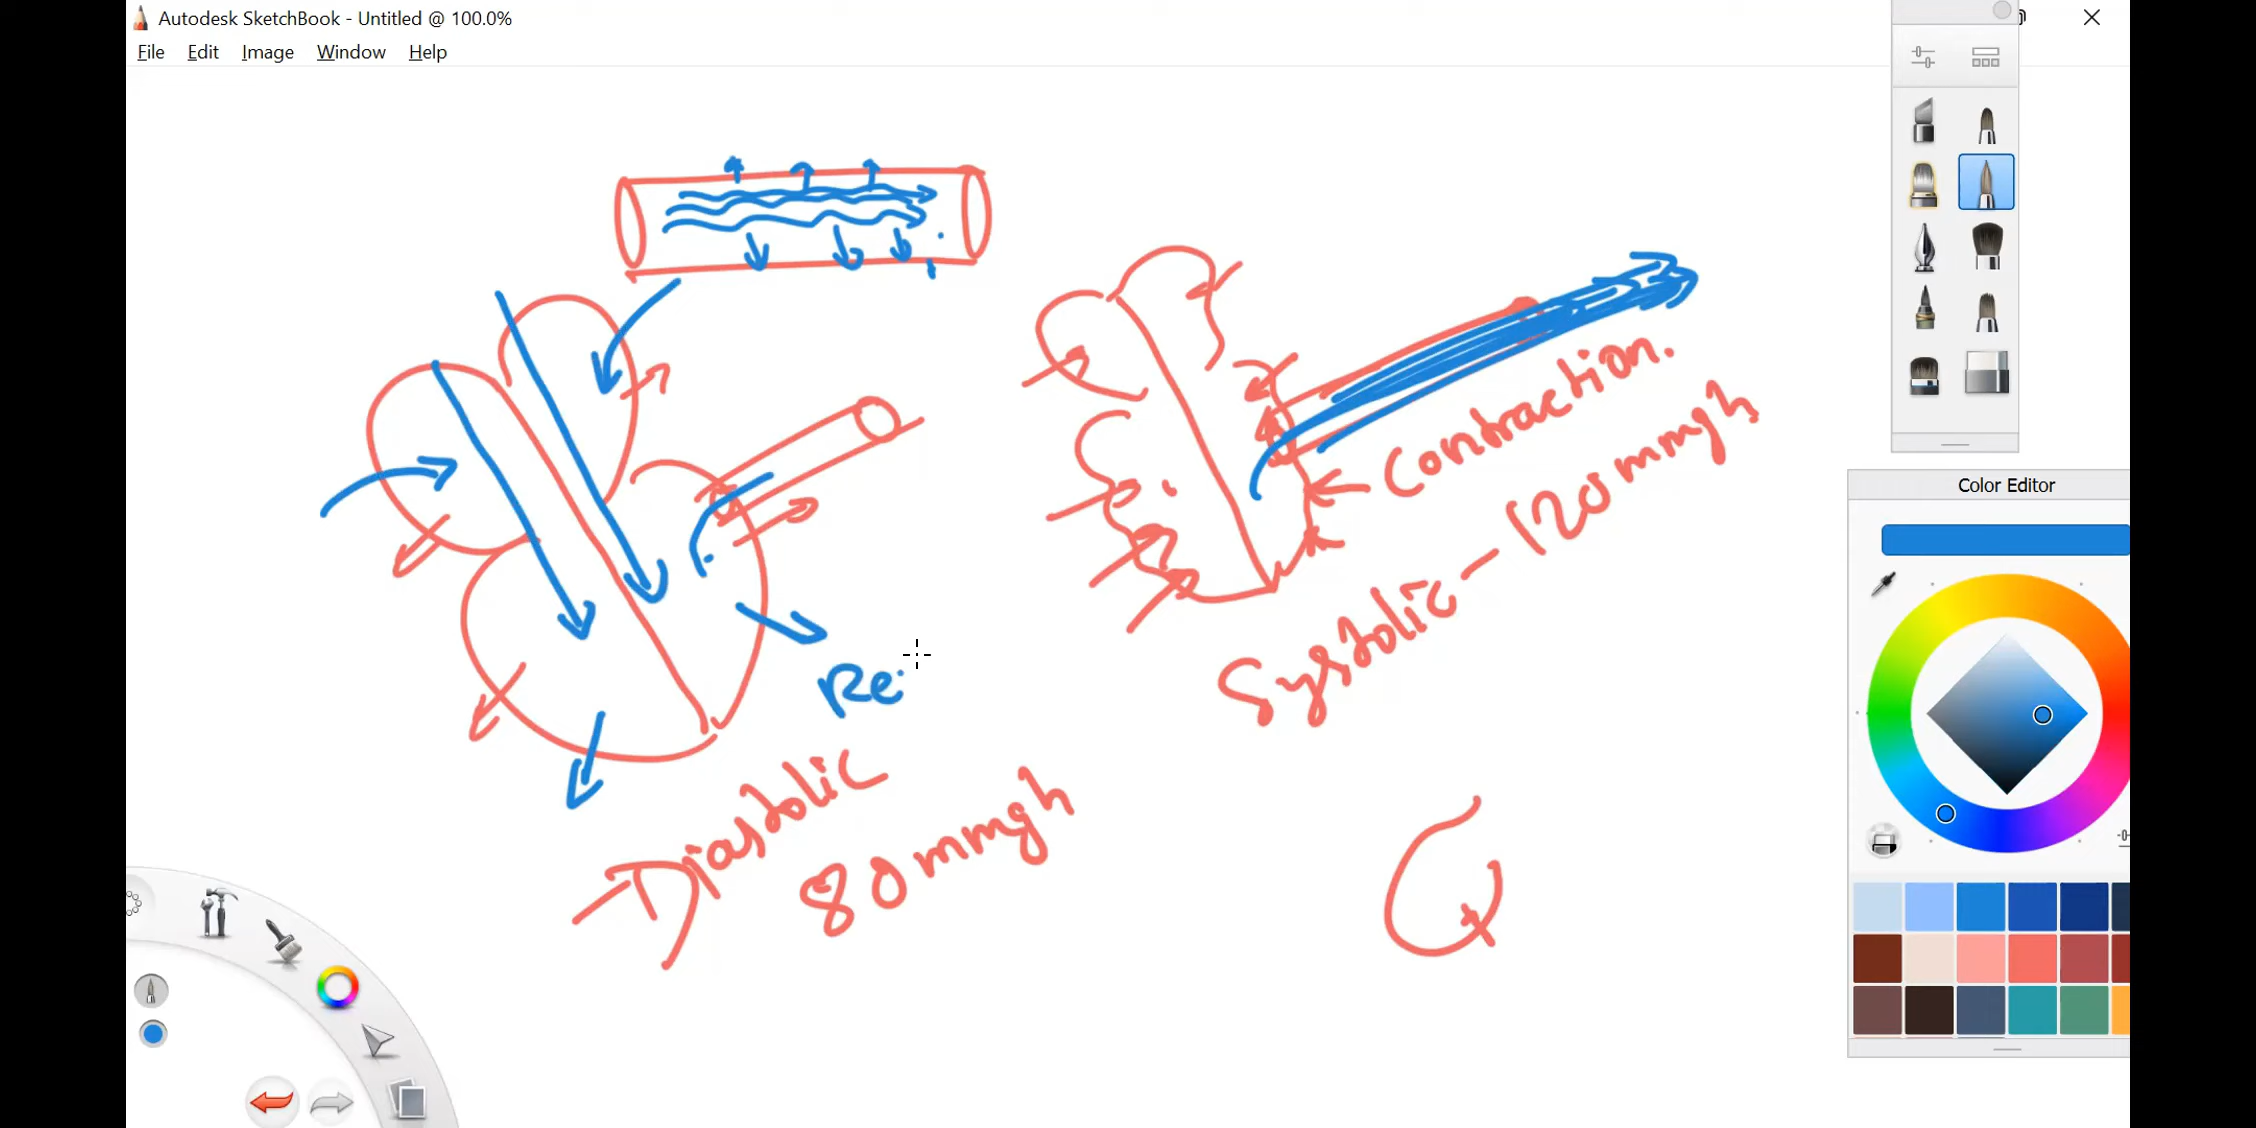 Autodesk SketchBook - Untitled @ 100.0%
File Edit Image Window Help
Color Editor
Contraction.
Systolic - 120 mmgh
Re
Diastolic
80 mmgh